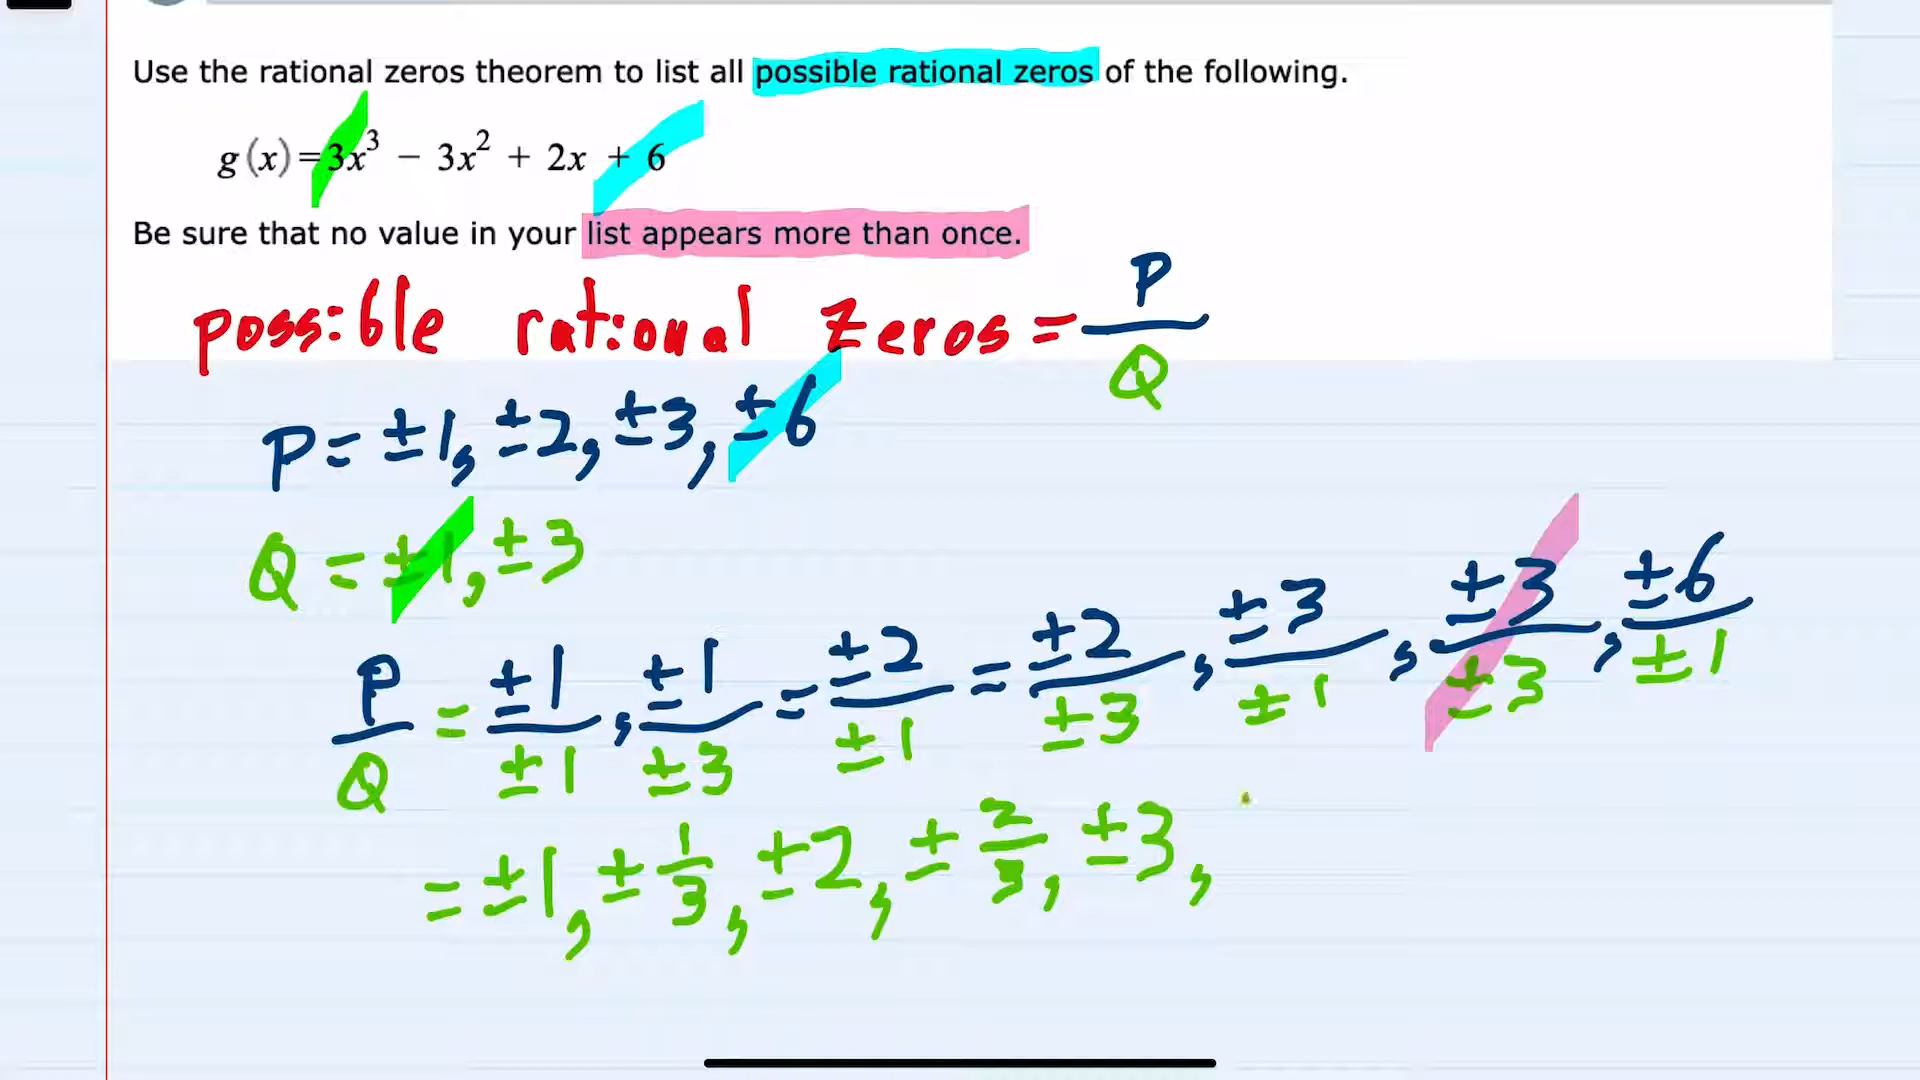 Use the rational zeros theorem to list all possible rational zeros of the following.
g(x)=3x³ − 3x² + 2x + 6
Be sure that no value in your list appears more than once.
possible rational zeros = P/Q
P = ±1, ±2, ±3, ±6
Q = ±1, ±3
P/Q = ±1/±1, ±1/±3 = ±2/±1 = ±2/±3, ±3/±1, ±3/±3, ±6/±1
= ±1, ±1/3, ±2, ±2/3, ±3,